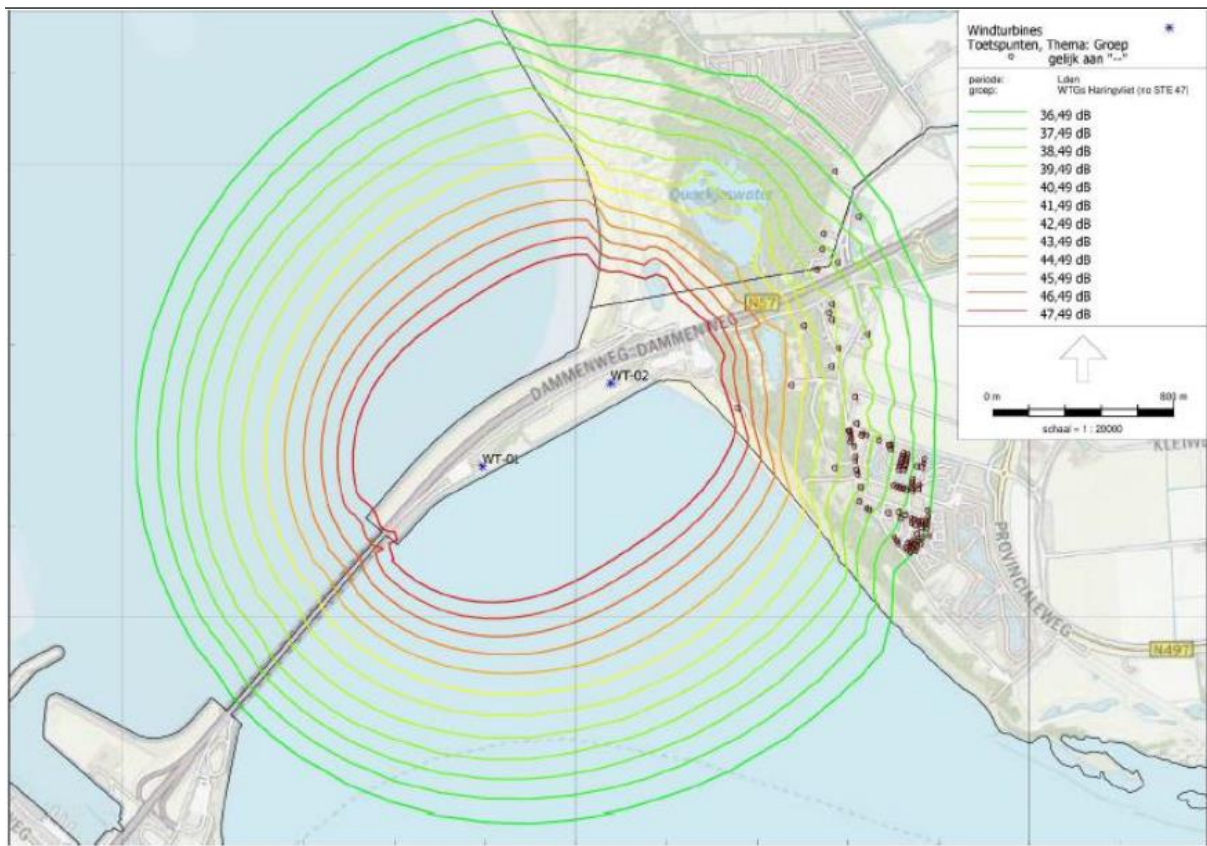 Windturbines
Toetspunten, Thema: Groep
gelijk aan "--"
periode: Lden
groep: WTGs Haringvliet (no STE 47)
36,49 dB
37,49 dB
38,49 dB
39,49 dB
40,49 dB
41,49 dB
42,49 dB
43,49 dB
44,49 dB
45,49 dB
46,49 dB
47,49 dB
0 m 800 m
schaal = 1 : 20000
Quackjeswater
N57
DAMMENWEG-DAMMENWEG
WT-02
WT-01
PROVINCIALEWEG
N497